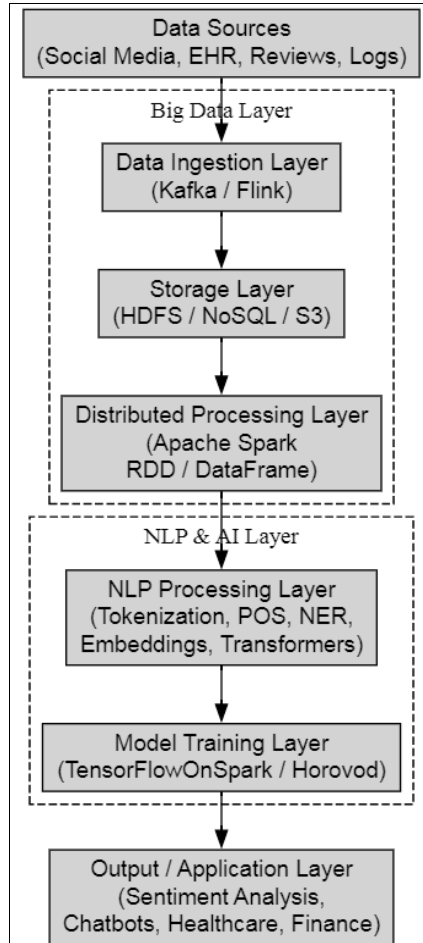 Data Sources
(Social Media, EHR, Reviews, Logs)
Big Data Layer
Data Ingestion Layer
(Kafka / Flink)
Storage Layer
(HDFS / NoSQL / S3)
Distributed Processing Layer
(Apache Spark
RDD / DataFrame)
NLP & AI Layer
NLP Processing Layer
(Tokenization, POS, NER,
Embeddings, Transformers)
Model Training Layer
(TensorFlowOnSpark / Horovod)
Output / Application Layer
(Sentiment Analysis,
Chatbots, Healthcare, Finance)